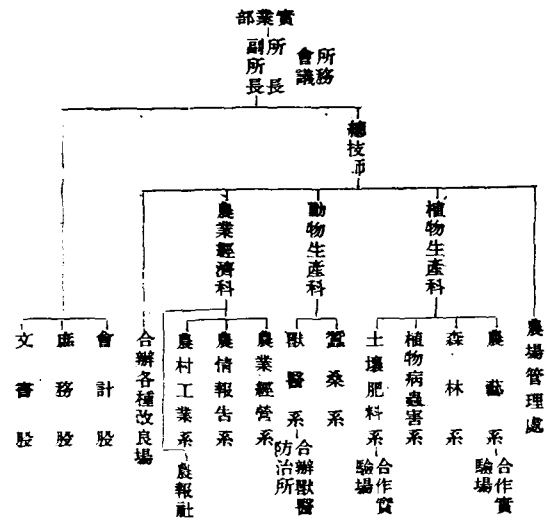 實業部
所長
副所長
所務會議
總技師
農場管理處
植物生產科
動物生產科
農業經濟科
合辦各種改良場
農藝系
合作實驗場
森林系
植物病蟲害系
土壤肥料系
合作實驗場
蠶桑系
獸醫系
合辦獸醫防治所
農業經營系
農情報告系
農村工業系
農報社
會計股
庶務股
文書股